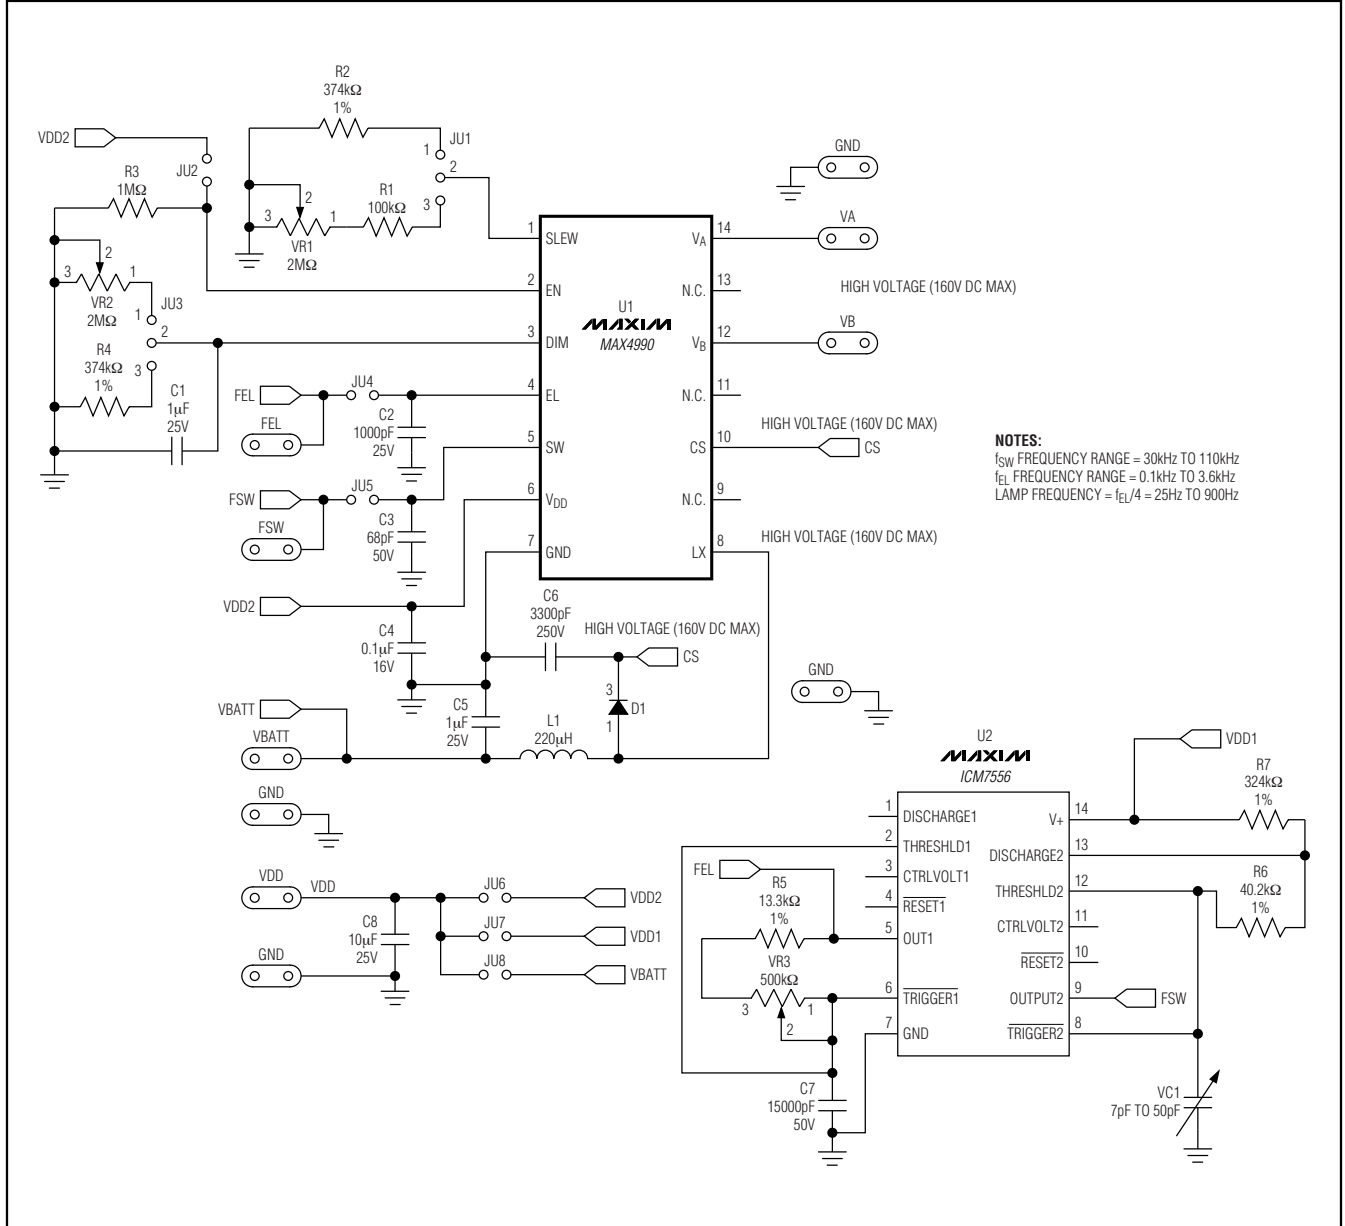 R2
374kΩ
1%
VDD2
JU2
R3
1MΩ
JU1
1
2
3
R1
100kΩ
3
2
1
VR1
2MΩ
2
3
1
VR2
2MΩ
JU3
1
2
3
R4
374kΩ
1%
C1
1µF
25V
FEL
JU4
FEL
C2
1000pF
25V
FSW
JU5
FSW
C3
68pF
50V
VDD2
C4
0.1µF
16V
1 SLEW
2 EN
3 DIM
4 EL
5 SW
6 VDD
7 GND
U1
MAXIM
MAX4990
VA 14
N.C. 13
VB 12
N.C. 11
CS 10
N.C. 9
LX 8
GND
VA
HIGH VOLTAGE (160V DC MAX)
VB
HIGH VOLTAGE (160V DC MAX)
CS
HIGH VOLTAGE (160V DC MAX)
NOTES:
fSW FREQUENCY RANGE = 30kHz TO 110kHz
fEL FREQUENCY RANGE = 0.1kHz TO 3.6kHz
LAMP FREQUENCY = fEL/4 = 25Hz TO 900Hz
C6
3300pF
250V
HIGH VOLTAGE (160V DC MAX)
CS
3
D1
1
C5
1µF
25V
L1
220µH
VBATT
VBATT
GND
GND
VDD
VDD
C8
10µF
25V
GND
JU6
VDD2
JU7
VDD1
JU8
VBATT
U2
MAXIM
ICM7556
1 DISCHARGE1
2 THRESHLD1
3 CTRLVOLT1
4 RESET1
5 OUT1
6 TRIGGER1
7 GND
V+ 14
DISCHARGE2 13
THRESHLD2 12
CTRLVOLT2 11
RESET2 10
OUTPUT2 9
TRIGGER2 8
VDD1
R7
324kΩ
1%
R6
40.2kΩ
1%
FSW
VC1
7pF TO 50pF
FEL
R5
13.3kΩ
1%
VR3
500kΩ
3
1
2
C7
15000pF
50V